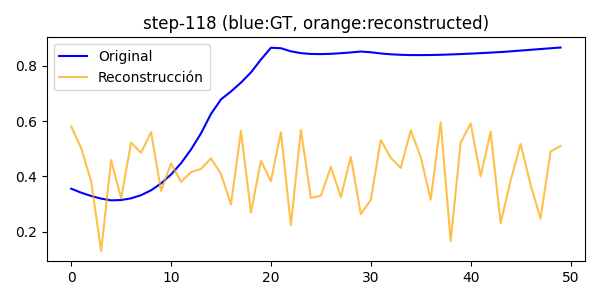 step-118 (blue:GT, orange:reconstructed)
Original
Reconstrucción
0.8
0.6
0.4
0.2
0 10 20 30 40 50